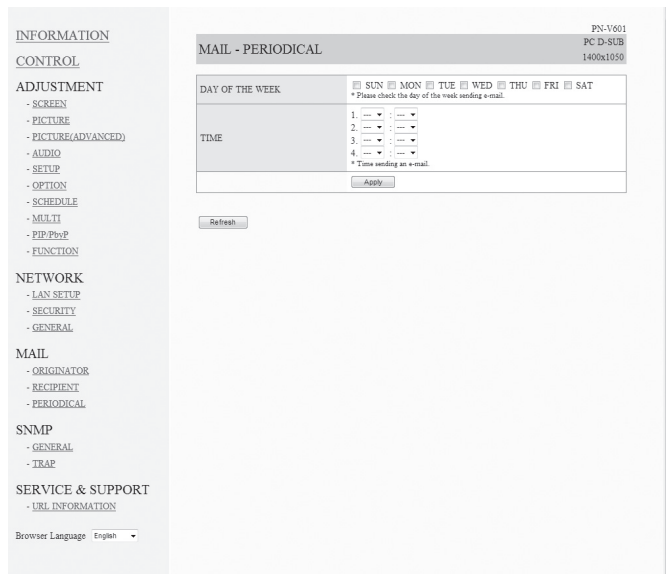 INFORMATION
CONTROL
ADJUSTMENT
- SCREEN
- PICTURE
- PICTURE(ADVANCED)
- AUDIO
- SETUP
- OPTION
- SCHEDULE
- MULTI
- PIP/PbyP
- FUNCTION
NETWORK
- LAN SETUP
- SECURITY
- GENERAL
MAIL
- ORIGINATOR
- RECIPIENT
- PERIODICAL
SNMP
- GENERAL
- TRAP
SERVICE & SUPPORT
- URL INFORMATION
Browser Language English
PN-V601
MAIL - PERIODICAL
PC D-SUB
1400x1050
DAY OF THE WEEK
SUN MON TUE WED THU FRI SAT
* Please check the day of the week sending e-mail.
TIME
1. --- : ---
2. --- : ---
3. --- : ---
4. --- : ---
* Time sending an e-mail.
Apply
Refresh